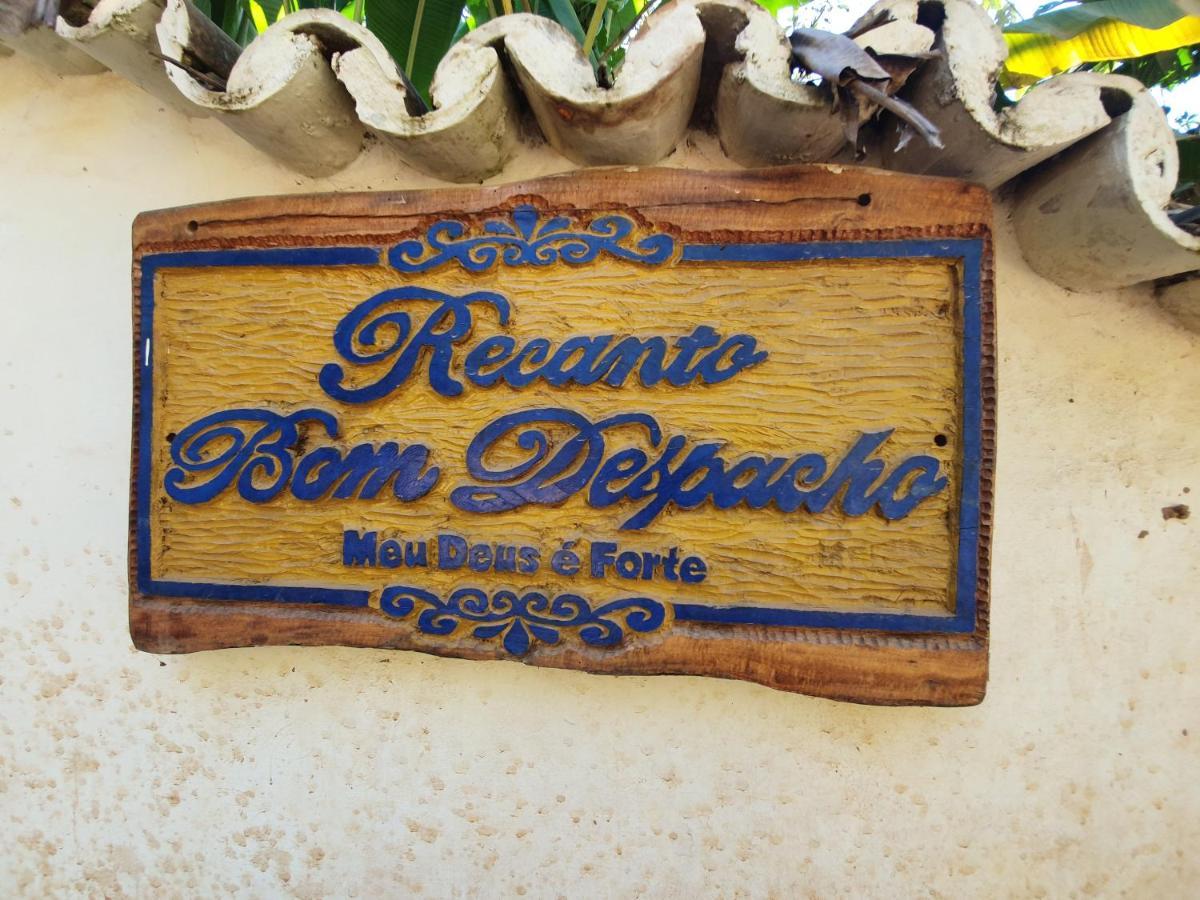 Recanto
Bom Despacho
Meu Deus é Forte